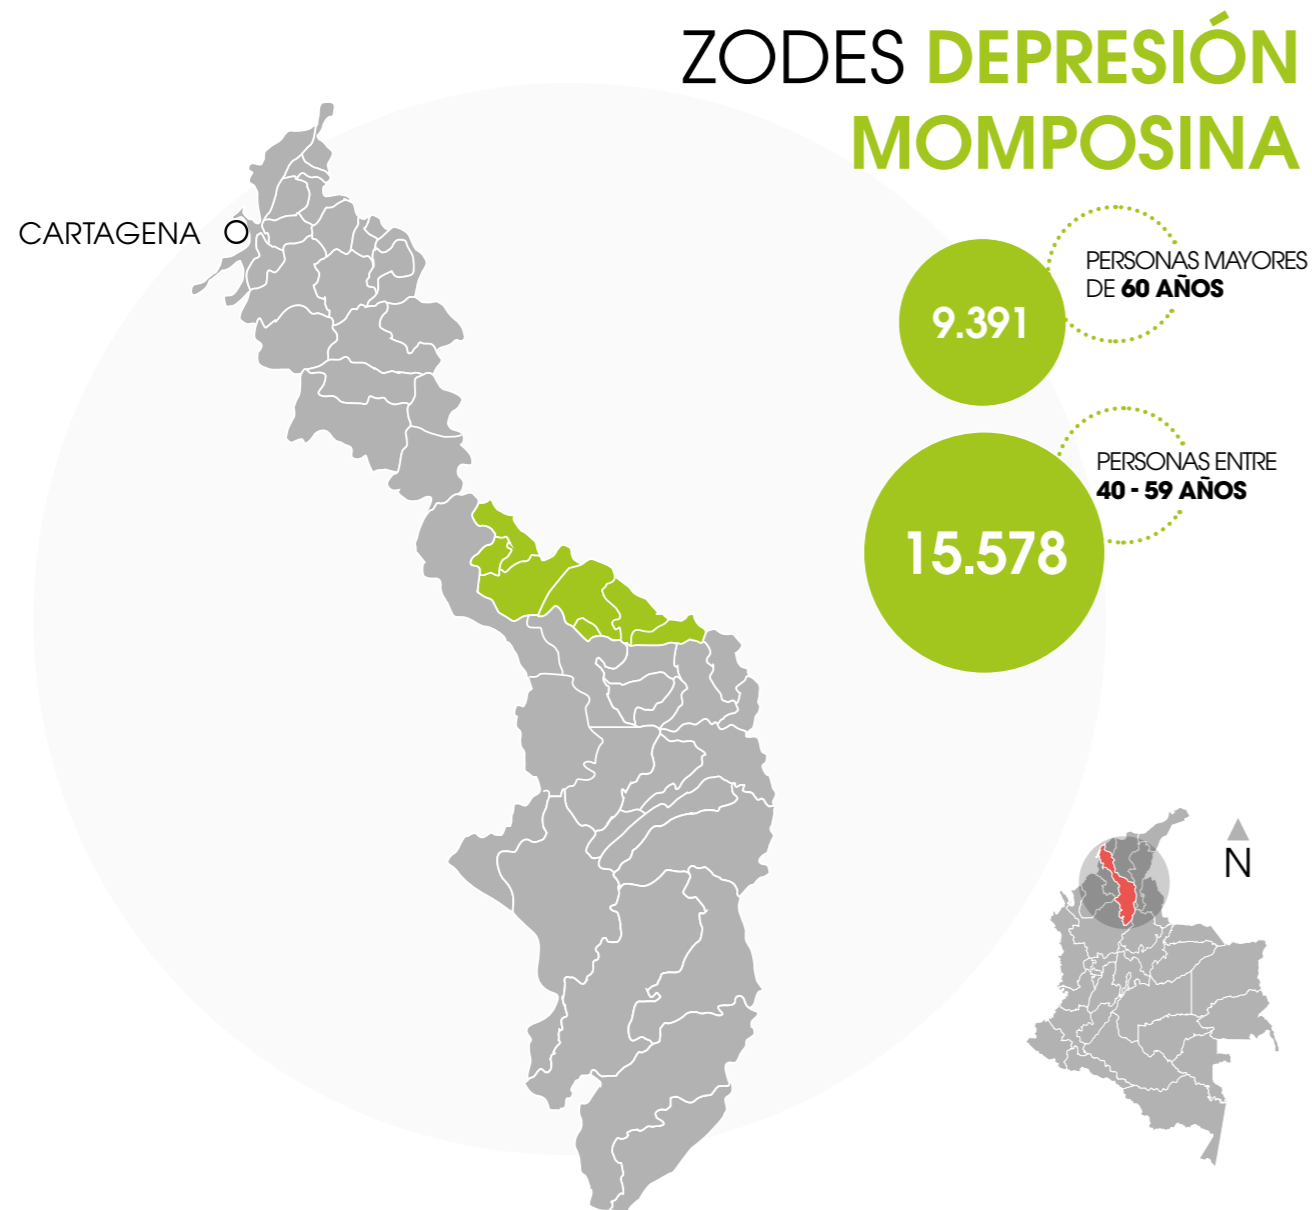 ZODES DEPRESIÓN
MOMPOSINA
CARTAGENA
PERSONAS MAYORES
DE 60 AÑOS
9.391
PERSONAS ENTRE
40 - 59 AÑOS
15.578
N